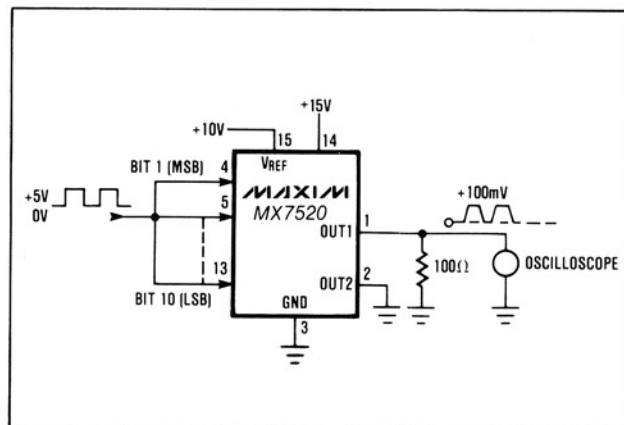 +15V
+10V
15
14
BIT 1 (MSB)
4
VREF
+5V
0V
5
MAXIM
MX7520
+100mV
OUT1
1
13
BIT 10 (LSB)
OUT2
2
100Ω
OSCILLOSCOPE
GND
3